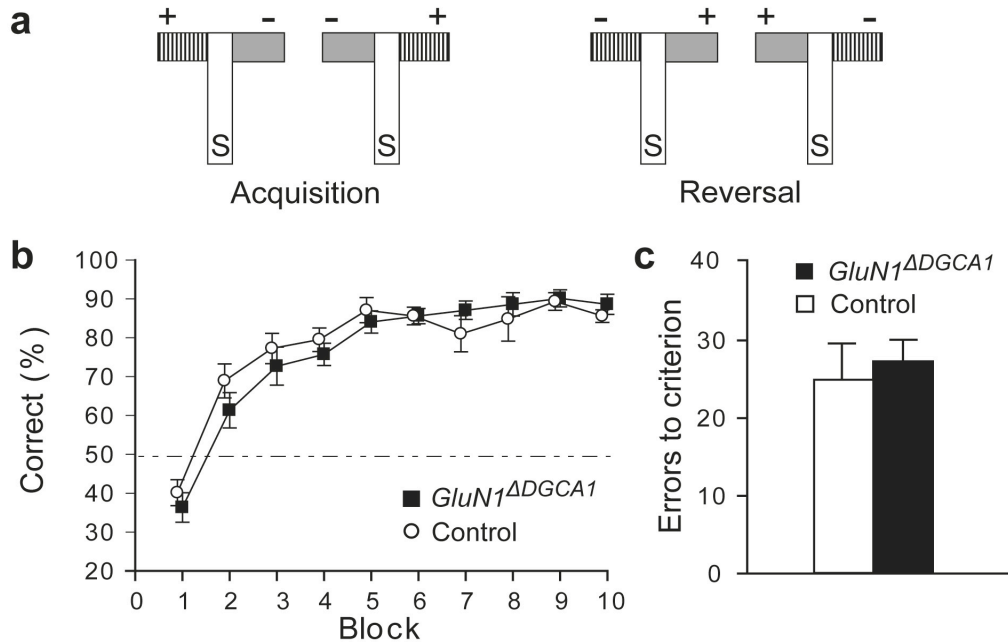 a
+ - - +
- + + -
S S S S
Acquisition Reversal
b
100
90
80
70
60
50
40
30
20
Correct (%)
GluN1ΔDGCA1
Control
0 1 2 3 4 5 6 7 8 9 10
Block
c
40
30
20
10
0
Errors to criterion
GluN1ΔDGCA1
Control